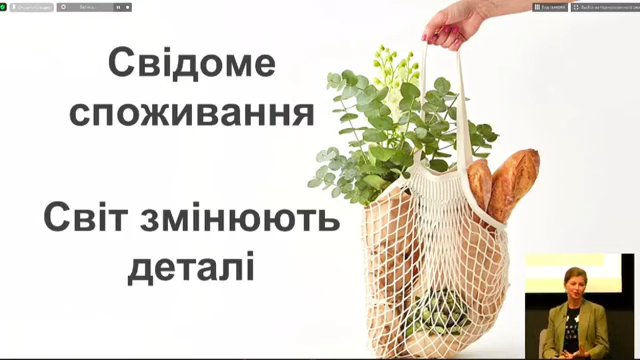 Свідоме
споживання
Світ змінюють
деталі